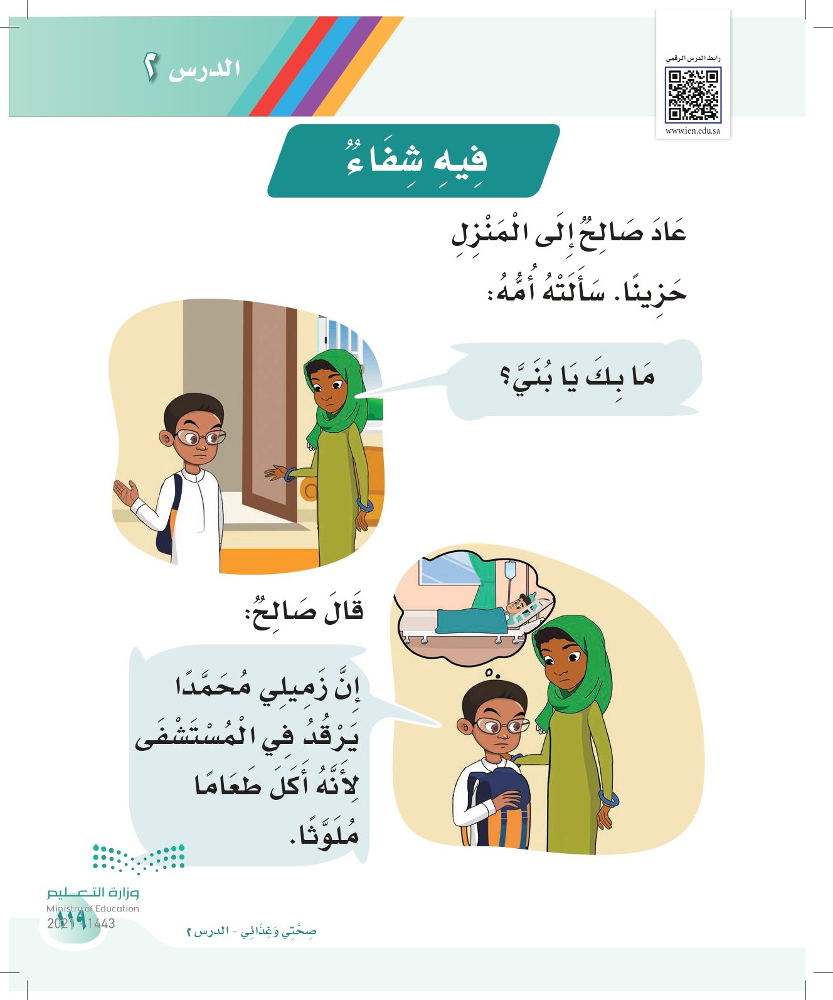 رابط الدرس الرقمي
www.ien.edu.sa
الدرس ٢
فِيهِ شِفَاءٌ
عَادَ صَالِحٌ إِلَى الْمَنْزِلِ
حَزِينًا. سَأَلَتْهُ أُمُّهُ:
مَا بِكَ يَا بُنَيَّ؟
قَالَ صَالِحٌ:
إِنَّ زَمِيلِي مُحَمَّدًا
يَرْقُدُ فِي الْمُسْتَشْفَى
لِأَنَّهُ أَكَلَ طَعَامًا
مُلَوَّثًا.
وزارة التعليم
Ministry of Education
2021 - 1443
١١٩
صِحَّتِي وَغِذَائِي - الدرس ٢